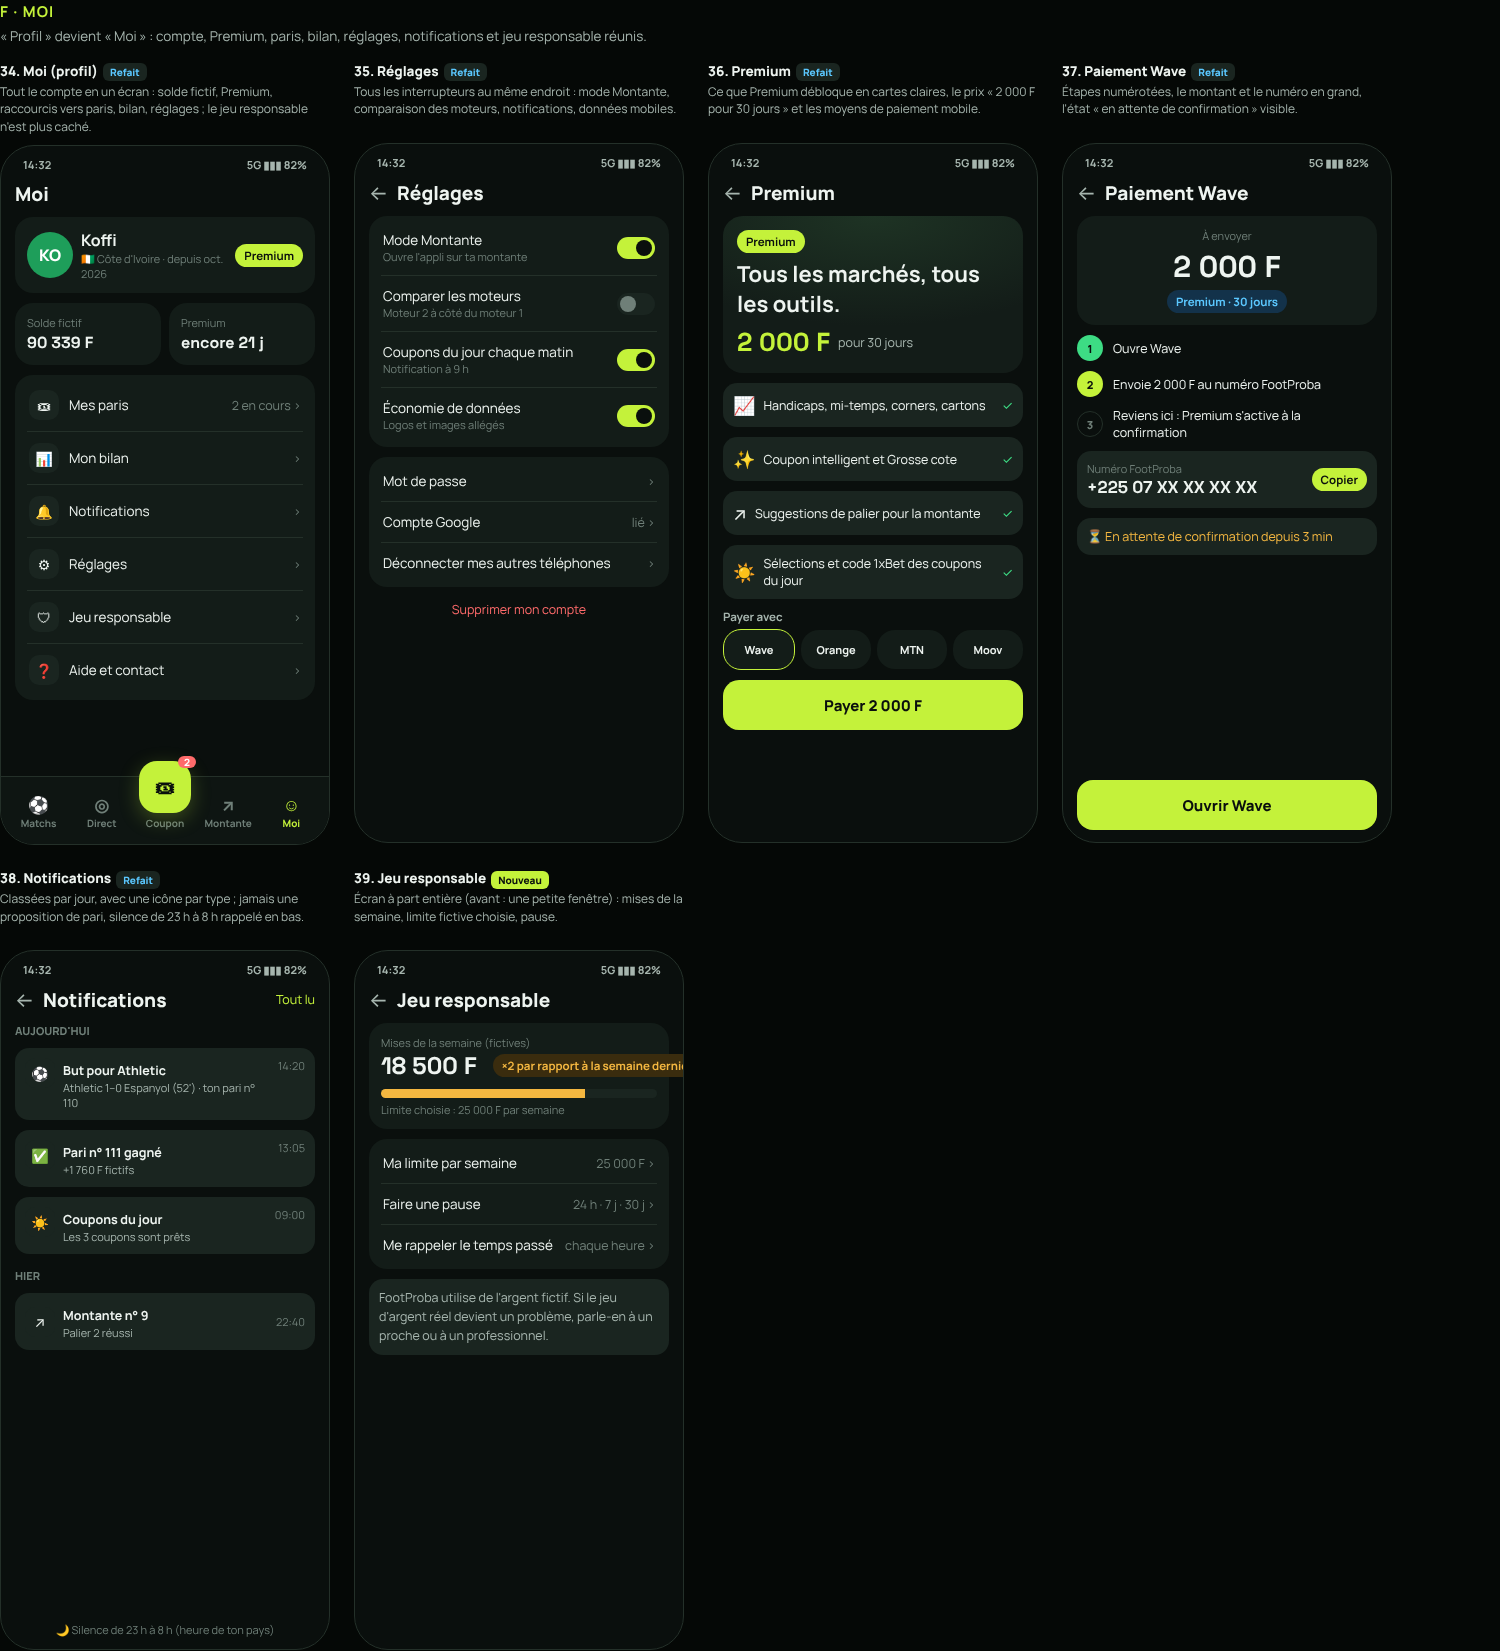 F · MOI
« Profil » devient « Moi » : compte, Premium, paris, bilan, réglages, notifications et jeu responsable réunis.
34. Moi (profil) Refait
Tout le compte en un écran : solde fictif, Premium,
raccourcis vers paris, bilan, réglages ; le jeu responsable
n'est plus caché.
14:32 5G 82%
Moi
KO
Koffi
Côte d'Ivoire · depuis oct.
2026
Premium
Solde fictif
90 339 F
Premium
encore 21 j
Mes paris 2 en cours ›
Mon bilan ›
Notifications ›
Réglages ›
Jeu responsable ›
Aide et contact ›
2
Matchs Direct Coupon Montante Moi
35. Réglages Refait
Tous les interrupteurs au même endroit : mode Montante,
comparaison des moteurs, notifications, données mobiles.
14:32 5G 82%
← Réglages
Mode Montante
Ouvre l'appli sur ta montante
Comparer les moteurs
Moteur 2 à côté du moteur 1
Coupons du jour chaque matin
Notification à 9 h
Économie de données
Logos et images allégés
Mot de passe ›
Compte Google lié ›
Déconnecter mes autres téléphones ›
Supprimer mon compte
36. Premium Refait
Ce que Premium débloque en cartes claires, le prix « 2 000 F
pour 30 jours » et les moyens de paiement mobile.
14:32 5G 82%
← Premium
Premium
Tous les marchés, tous
les outils.
2 000 F pour 30 jours
Handicaps, mi-temps, corners, cartons ✓
Coupon intelligent et Grosse cote ✓
Suggestions de palier pour la montante ✓
Sélections et code 1xBet des coupons
du jour ✓
Payer avec
Wave Orange MTN Moov
Payer 2 000 F
37. Paiement Wave Refait
Étapes numérotées, le montant et le numéro en grand,
l'état « en attente de confirmation » visible.
14:32 5G 82%
← Paiement Wave
À envoyer
2 000 F
Premium · 30 jours
1 Ouvre Wave
2 Envoie 2 000 F au numéro FootProba
3 Reviens ici : Premium s'active à la
confirmation
Numéro FootProba
+225 07 XX XX XX XX
Copier
⏳ En attente de confirmation depuis 3 min
Ouvrir Wave
38. Notifications Refait
Classées par jour, avec une icône par type ; jamais une
proposition de pari, silence de 23 h à 8 h rappelé en bas.
14:32 5G 82%
← Notifications Tout lu
AUJOURD'HUI
But pour Athletic 14:20
Athletic 1–0 Espanyol (52') · ton pari n°
110
Pari n° 111 gagné 13:05
+1 760 F fictifs
Coupons du jour 09:00
Les 3 coupons sont prêts
HIER
Montante n° 9 22:40
Palier 2 réussi
🌙 Silence de 23 h à 8 h (heure de ton pays)
39. Jeu responsable Nouveau
Écran à part entière (avant : une petite fenêtre) : mises de la
semaine, limite fictive choisie, pause.
14:32 5G 82%
← Jeu responsable
Mises de la semaine (fictives)
18 500 F ×2 par rapport à la semaine
Limite choisie : 25 000 F par semaine
Ma limite par semaine 25 000 F ›
Faire une pause 24 h · 7 j · 30 j ›
Me rappeler le temps passé chaque heure ›
FootProba utilise de l'argent fictif. Si le jeu
d'argent réel devient un problème, parle-en à un
proche ou à un professionnel.